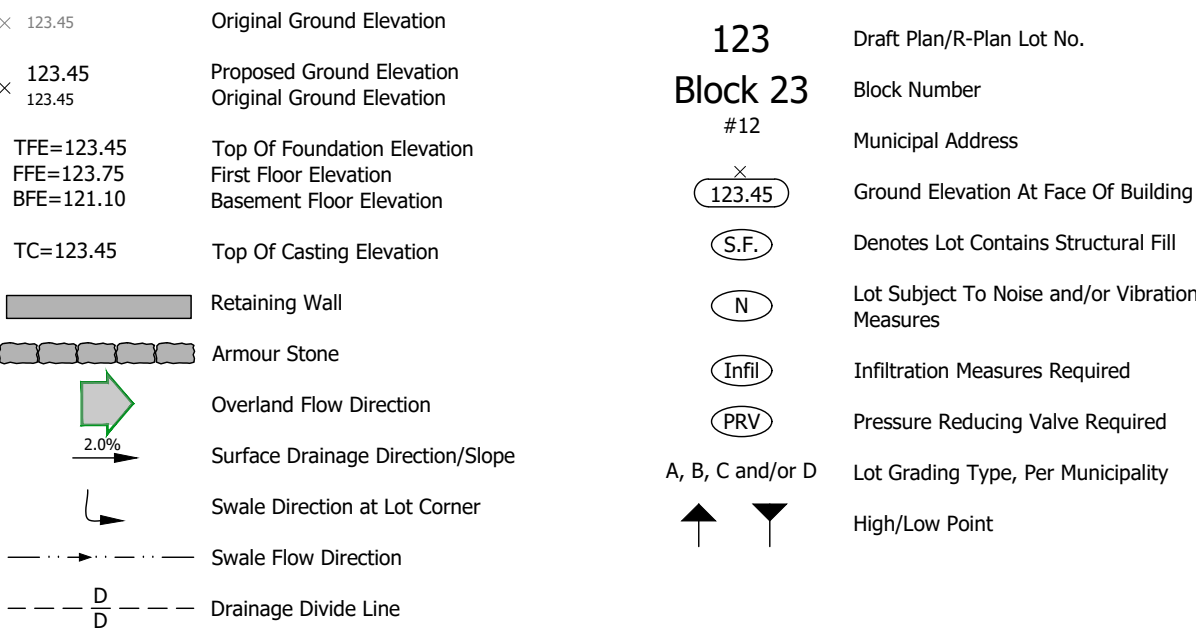 123.45 Original Ground Elevation
123.45 Proposed Ground Elevation
123.45 Original Ground Elevation
TFE=123.45 Top Of Foundation Elevation
FFE=123.75 First Floor Elevation
BFE=121.10 Basement Floor Elevation
TC=123.45 Top Of Casting Elevation
Retaining Wall
Armour Stone
Overland Flow Direction
2.0% Surface Drainage Direction/Slope
Swale Direction at Lot Corner
Swale Flow Direction
D
D Drainage Divide Line
123 Draft Plan/R-Plan Lot No.
Block 23 Block Number
#12 Municipal Address
123.45 Ground Elevation At Face Of Building
S.F. Denotes Lot Contains Structural Fill
N Lot Subject To Noise and/or Vibration
Measures
Infil Infiltration Measures Required
PRV Pressure Reducing Valve Required
A, B, C and/or D Lot Grading Type, Per Municipality
High/Low Point